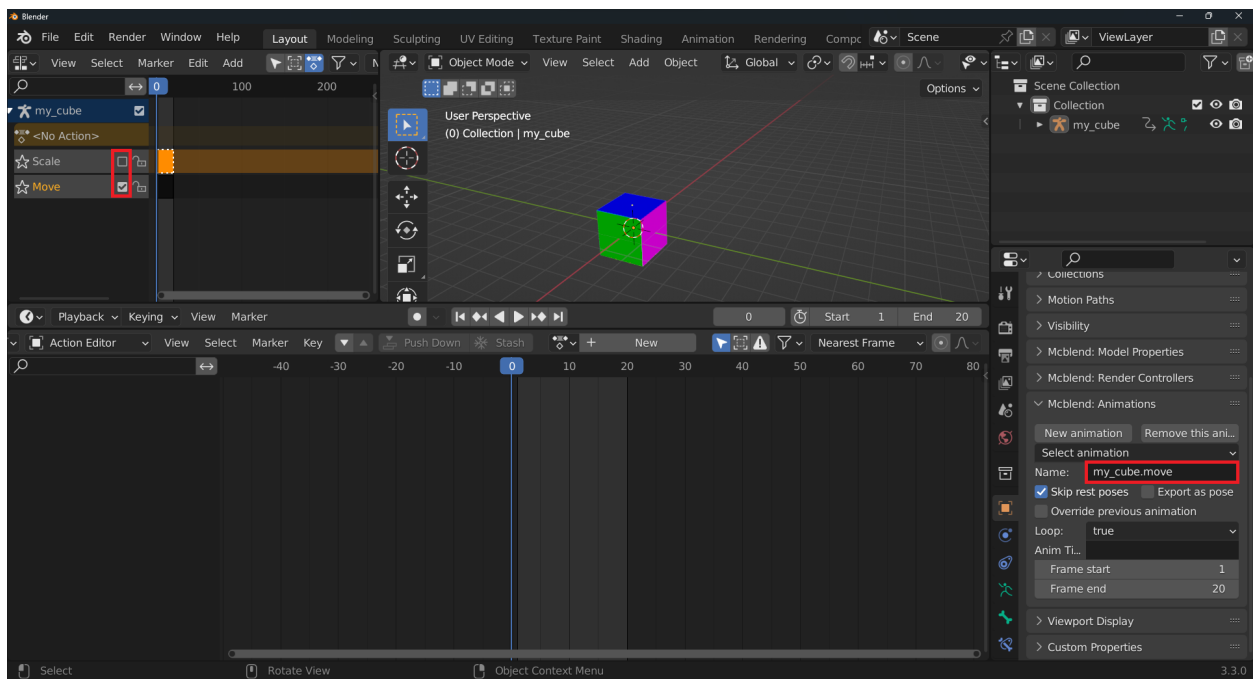 Blender
File Edit Render Window Help Layout Modeling Sculpting UV Editing Texture Paint Shading Animation Rendering Compc Scene ViewLayer
View Select Marker Edit Add N Object Mode View Select Add Object Global
0 100 200 Options
my_cube
<No Action>
Scale
Move
User Perspective
(0) Collection | my_cube
Scene Collection
Collection
my_cube
Collections
Motion Paths
Visibility
Mcblend: Model Properties
Mcblend: Render Controllers
Mcblend: Animations
New animation Remove this ani...
Select animation
Name: my_cube.move
Skip rest poses Export as pose
Override previous animation
Loop: true
Anim Ti...
Frame start 1
Frame end 20
Viewport Display
Custom Properties
Playback Keying View Marker 0 Start 1 End 20
Action Editor View Select Marker Key Push Down Stash New Nearest Frame
-40 -30 -20 -10 0 10 20 30 40 50 60 70 80
Select Rotate View Object Context Menu 3.3.0